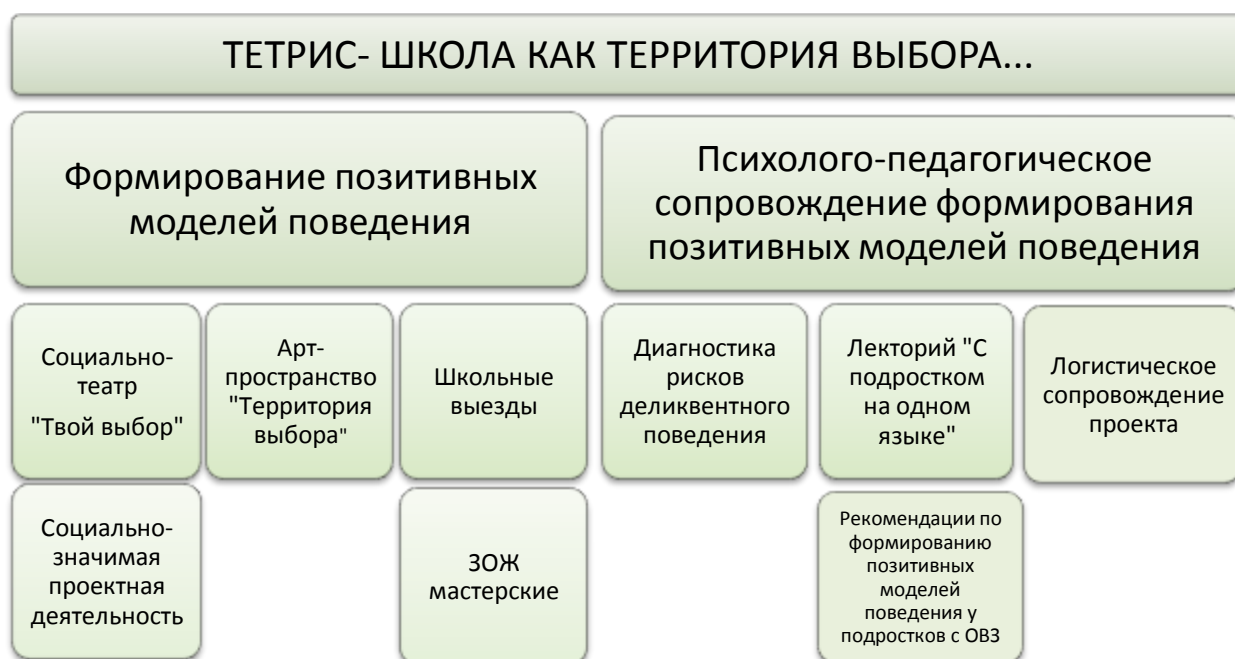 ТЕТРИС- ШКОЛА КАК ТЕРРИТОРИЯ ВЫБОРА...
Формирование позитивных
моделей поведения
Психолого-педагогическое
сопровождение формирования
позитивных моделей поведения
Социально-
театр
"Твой выбор"
Арт-
пространство
"Территория
выбора"
Школьные
выезды
Диагностика
рисков
деликвентного
поведения
Лекторий "С
подростком
на одном
языке"
Логистическое
сопровождение
проекта
Социально-
значимая
проектная
деятельность
ЗОЖ
мастерские
Рекомендации по
формированию
позитивных
моделей
поведения у
подростков с ОВЗ